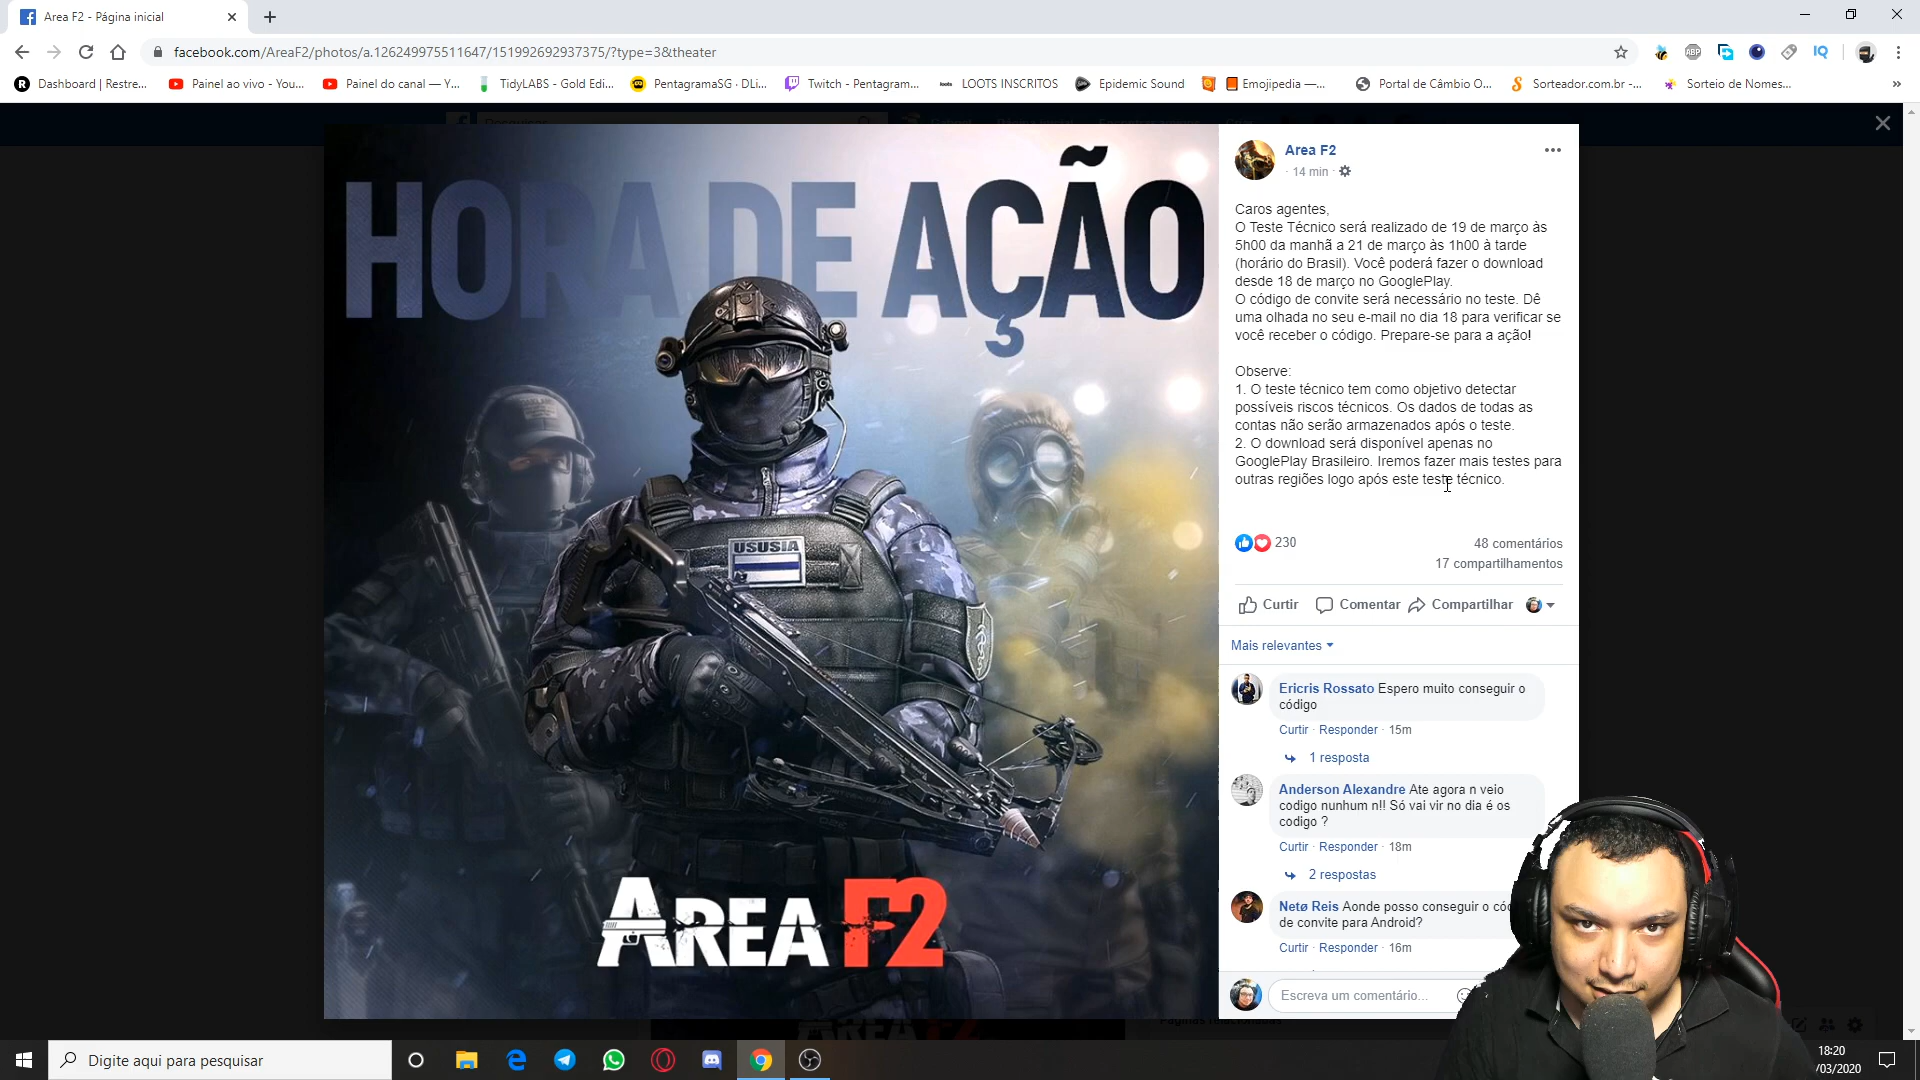 Area F2 - Página inicial
facebook.com/AreaF2/photos/a.126249975511647/151992692937375/?type=3&theater
ABP
IQ
Dashboard | Restre...
Painel ao vivo - You...
Painel do canal — Y...
TidyLABS - Gold Edi...
PentagramaSG · DLi...
Twitch - Pentagram...
LOOTS INSCRITOS
Epidemic Sound
Emojipedia —...
Portal de Câmbio O...
Sorteador.com.br -...
Sorteio de Nomes...
HORA DE AÇÃO
USUSIA
AREA F2
Area F2
· 14 min ·
Caros agentes,
O Teste Técnico será realizado de 19 de março às
5h00 da manhã a 21 de março às 1h00 à tarde
(horário do Brasil). Você poderá fazer o download
desde 18 de março no GooglePlay.
O código de convite será necessário no teste. Dê
uma olhada no seu e-mail no dia 18 para verificar se
você receber o código. Prepare-se para a ação!
Observe:
1. O teste técnico tem como objetivo detectar
possíveis riscos técnicos. Os dados de todas as
contas não serão armazenados após o teste.
2. O download será disponível apenas no
GooglePlay Brasileiro. Iremos fazer mais testes para
outras regiões logo após este teste técnico.
230
48 comentários
17 compartilhamentos
Curtir
Comentar
Compartilhar
Mais relevantes
Ericris Rossato Espero muito conseguir o
código
Curtir · Responder · 15m
1 resposta
Anderson Alexandre Ate agora n veio
codigo nunhum n!! Só vai vir no dia é os
codigo ?
Curtir · Responder · 18m
2 respostas
Netø Reis Aonde posso conseguir o có
de convite para Android?
Curtir · Responder · 16m
Escreva um comentário...
Digite aqui para pesquisar
18:20
/03/2020